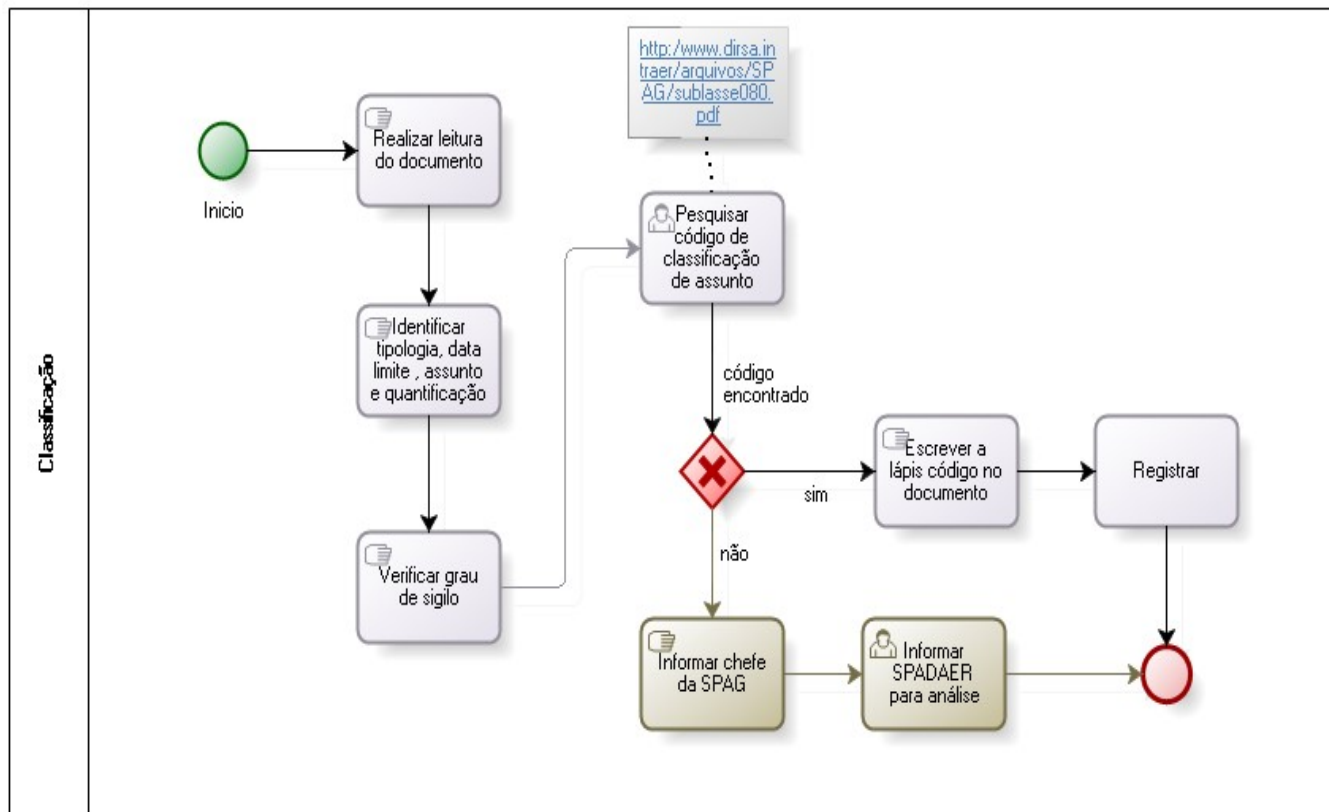 Classificação
Inicio
Realizar leitura
do documento
Identificar
tipologia, data
limite , assunto
e quantificação
Verificar grau
de sigilo
http:/www.dirsa.in
traer/arquivos/SP
AG/sublasse080.
pdf
Pesquisar
código de
classificação
de assunto
código
encontrado
sim
Escrever a
lápis código no
documento
Registrar
não
Informar chefe
da SPAG
Informar
SPADAER
para análise